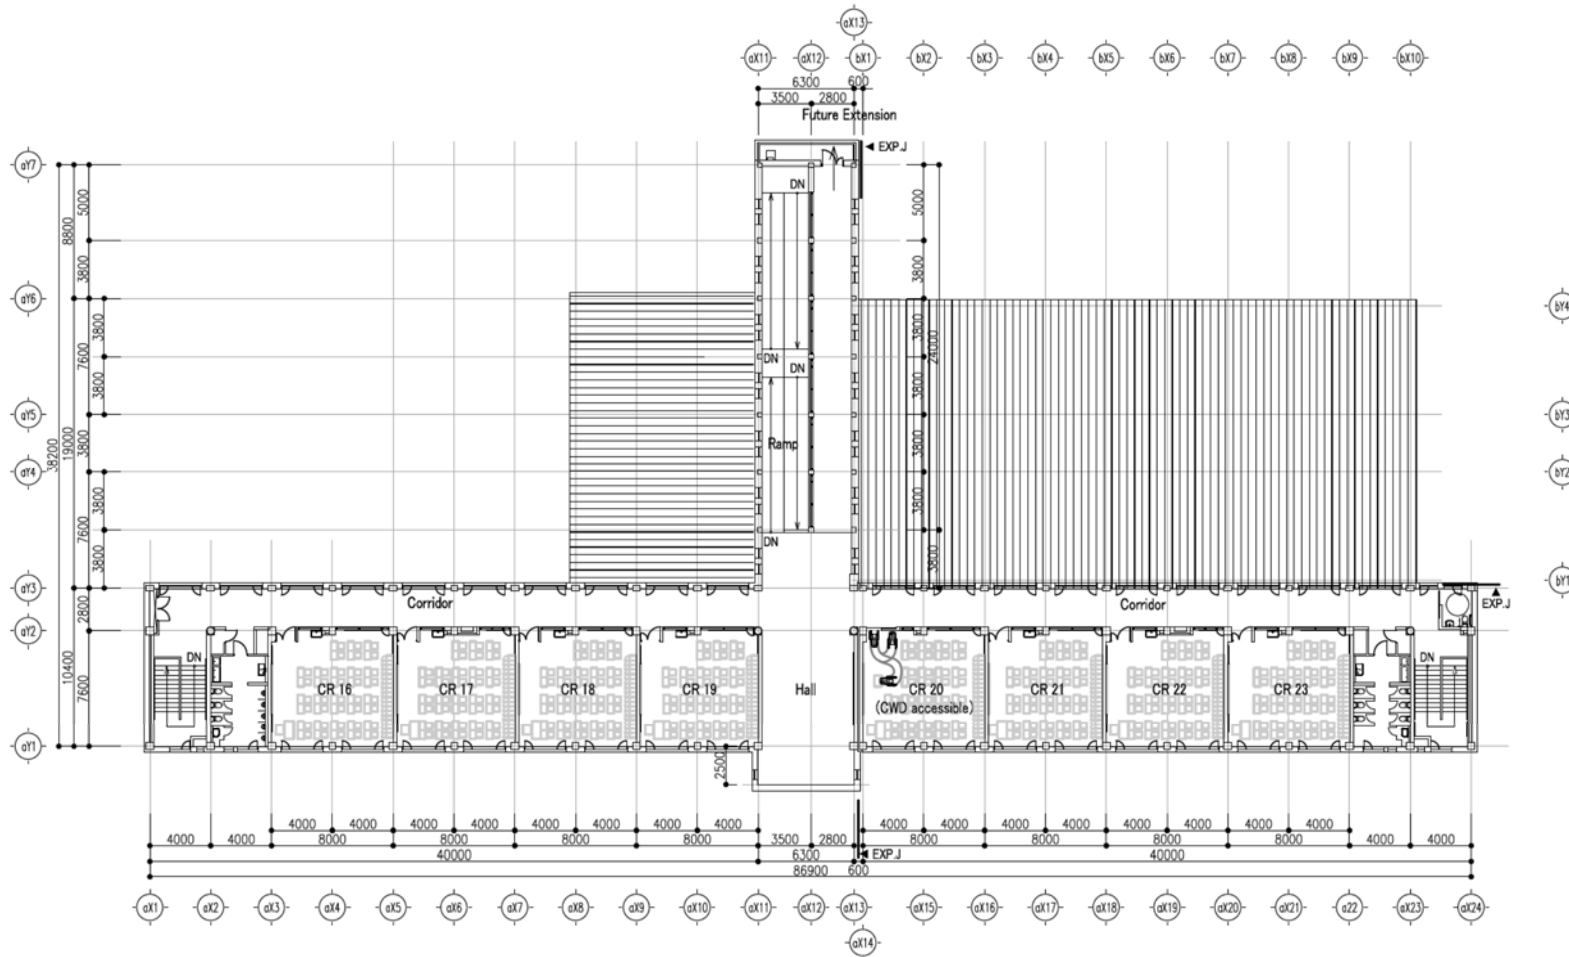 aX13
aX11 aX12 bX1 bX2 bX3 bX4 bX5 bX6 bX7 bX8 bX9 bX10
6300 600
3500 2800
Future Extension
EXP.J
aY7
DN
5000 5000
8800
3800 3800
aY6 bY4
3800 3800
7600 24000
DN
DN
3800 3800
aY5 bY3
38200 19000 3800 3800
Ramp
aY4 bY2
3800 3800
7600
DN
3800 3800
aY3 bY1
2800 Corridor Corridor EXP.J
aY2
DN DN
10400 7600
CR 16 CR 17 CR 18 CR 19 Hall CR 20 CR 21 CR 22 CR 23
(CWD accessible)
aY1
2500
4000 4000 4000 4000 4000 4000 4000 4000 4000 4000 4000 4000 4000 4000 4000 4000
4000 4000 8000 8000 8000 8000 3500 2800 8000 8000 8000 8000 4000 4000
40000 6300 EXP.J 40000
86900 600
aX1 aX2 aX3 aX4 aX5 aX6 aX7 aX8 aX9 aX10 aX11 aX12 aX13 aX15 aX16 aX17 aX18 aX19 aX20 aX21 a22 aX23 aX24
aX14